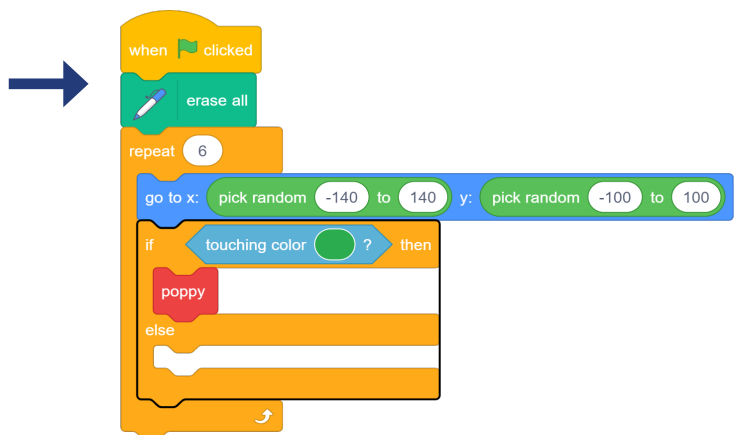 when clicked
erase all
repeat 6
go to x: pick random -140 to 140 y: pick random -100 to 100
if touching color ? then
poppy
else